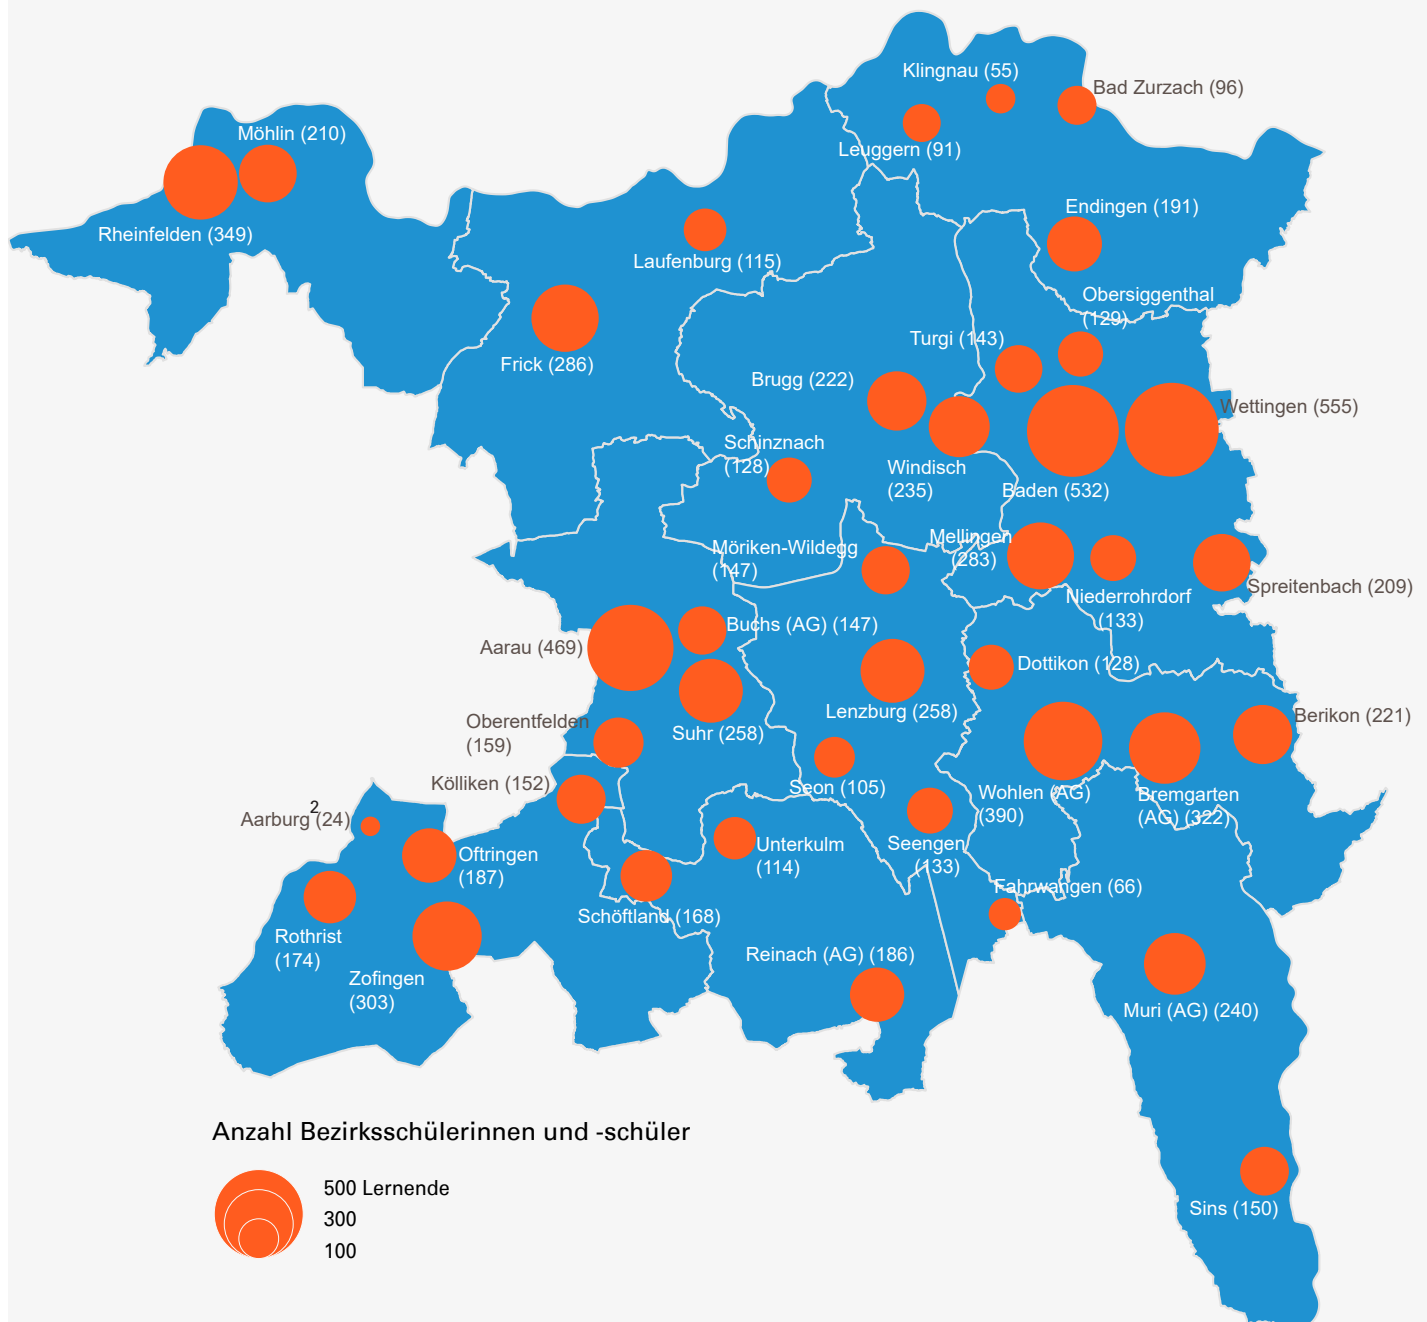 Klingnau (55)
Bad Zurzach (96)
Möhlin (210)
Leuggern (91)
Endingen (191)
Rheinfelden (349)
Laufenburg (115)
Obersiggenthal
(129)
Turgi (143)
Frick (286)
Brugg (222)
Wettingen (555)
Schinznach
(128)
Windisch
(235)
Baden (532)
Mellingen
(283)
Möriken-Wildegg
(147)
Spreitenbach (209)
Niederrohrdorf
(133)
Buchs (AG) (147)
Aarau (469)
Dottikon (128)
Lenzburg (258)
Berikon (221)
Oberentfelden
(159)
Suhr (258)
Kölliken (152)
Seon (105)
Wohlen (AG)
(390)
Bremgarten
(AG) (322)
2
Aarburg (24)
Unterkulm
(114)
Seengen
(133)
Oftringen
(187)
Fahrwangen (66)
Schöftland (168)
Rothrist
(174)
Reinach (AG) (186)
Zofingen
(303)
Muri (AG) (240)
Anzahl Bezirksschülerinnen und -schüler
500 Lernende
300
100
Sins (150)